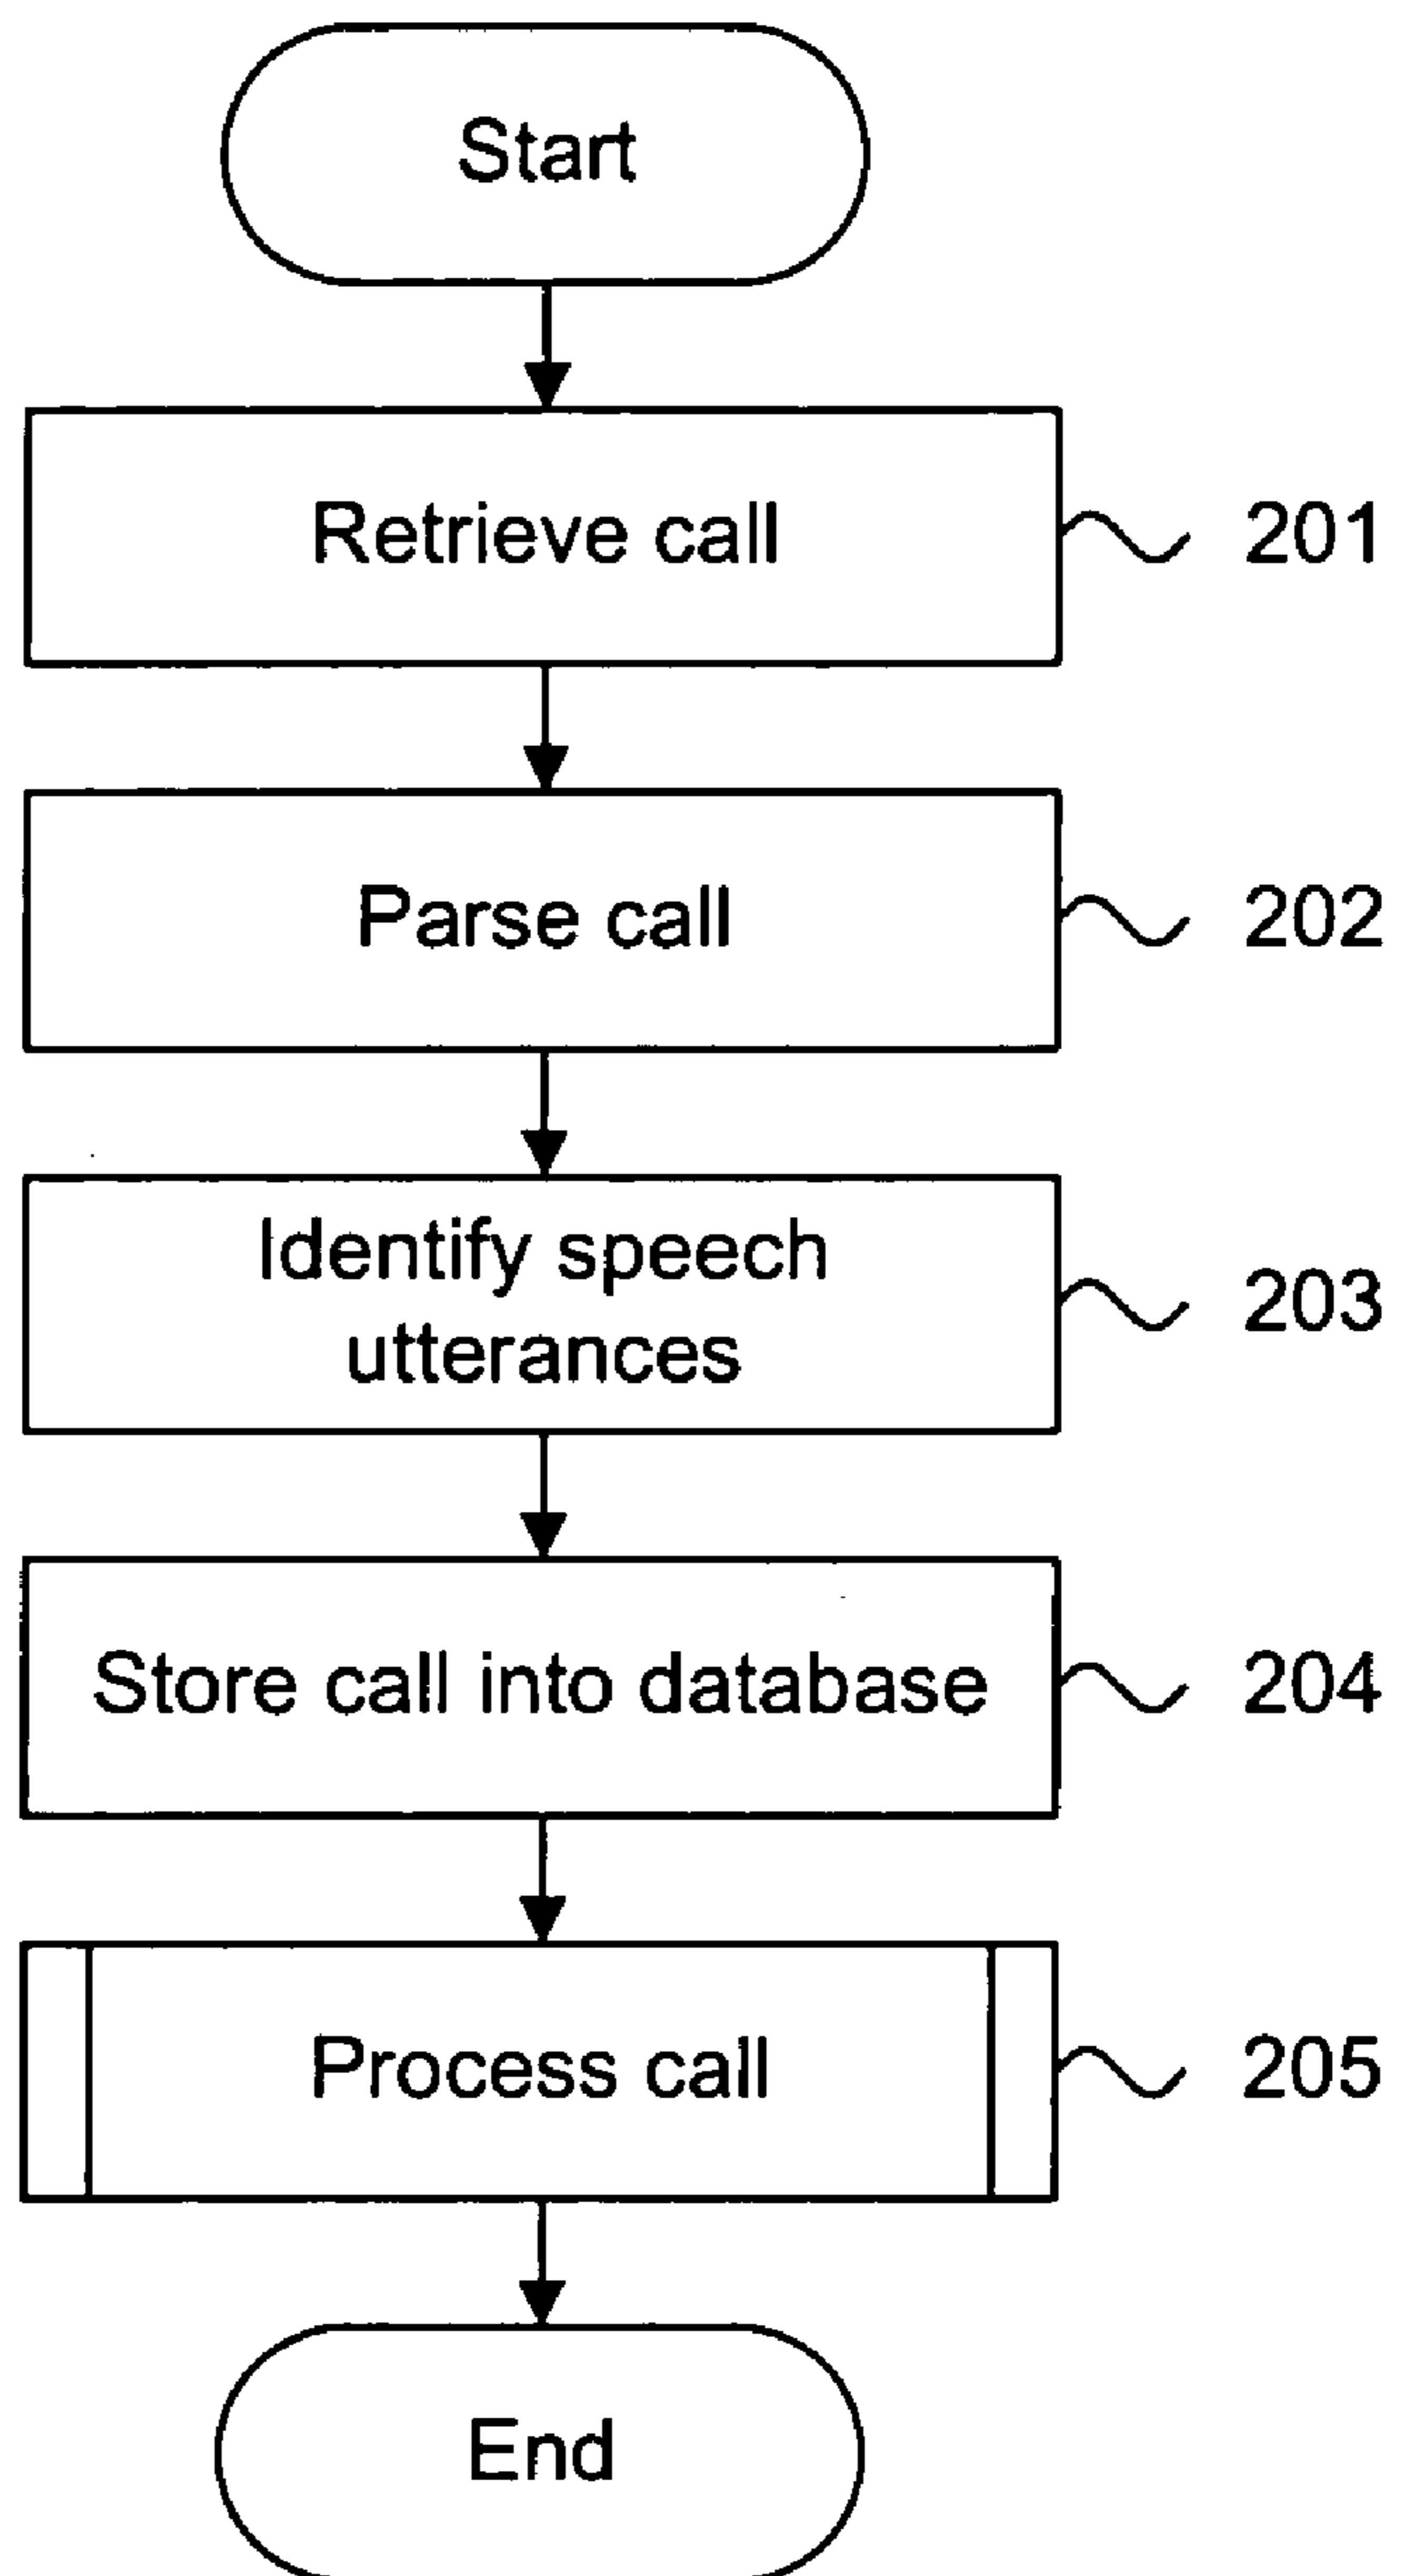 Start
Retrieve call
201
Parse call
202
Identify speech
utterances
203
Store call into database
204
Process call
205
End